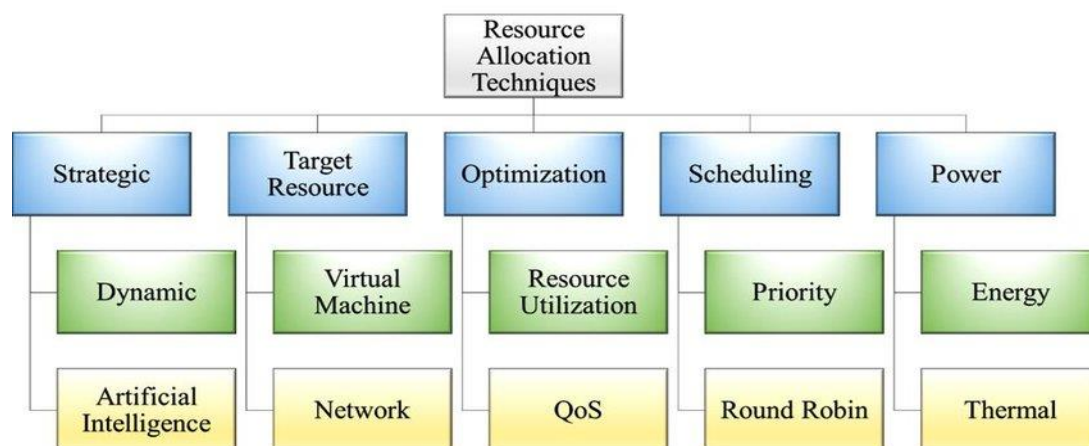 Resource
Allocation
Techniques
Strategic
Target
Resource
Optimization
Scheduling
Power
Dynamic
Virtual
Machine
Resource
Utilization
Priority
Energy
Artificial
Intelligence
Network
QoS
Round Robin
Thermal